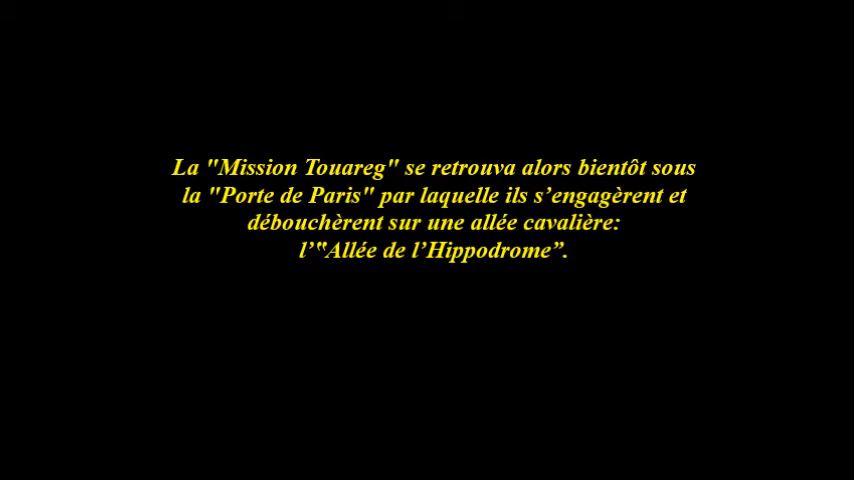 La "Mission Touareg" se retrouva alors bientôt sous
la "Porte de Paris" par laquelle ils s’engagèrent et
débouchèrent sur une allée cavalière:
l’‟Allée de l’Hippodrome”.